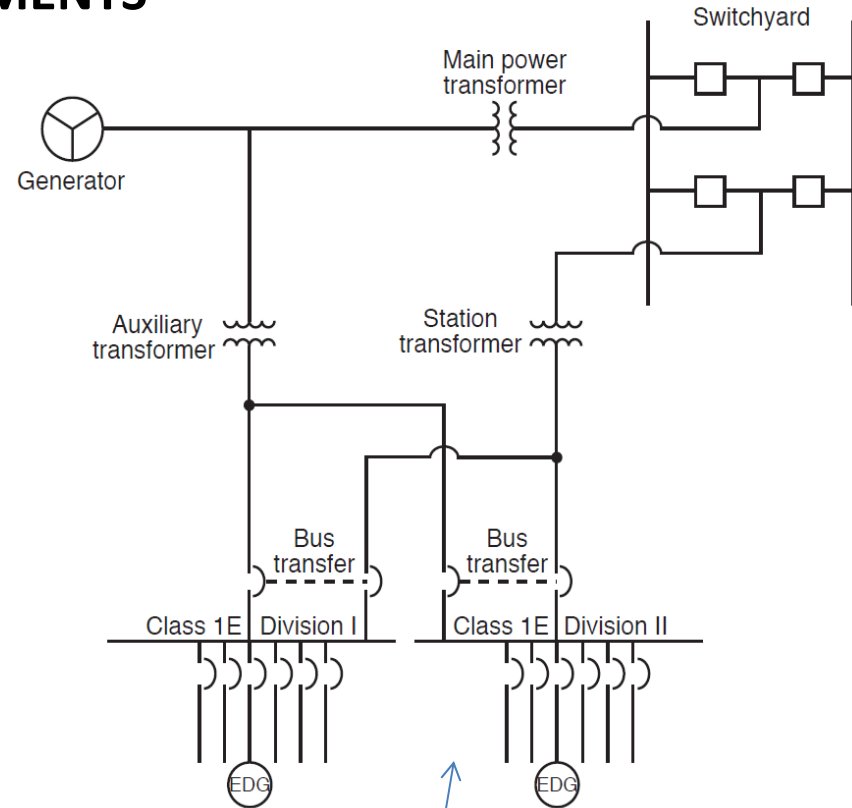 Switchyard
Main power
transformer
Generator
Auxiliary
transformer
Station
transformer
Bus
transfer
Bus
transfer
Class 1E Division I
Class 1E Division II
EDG
EDG